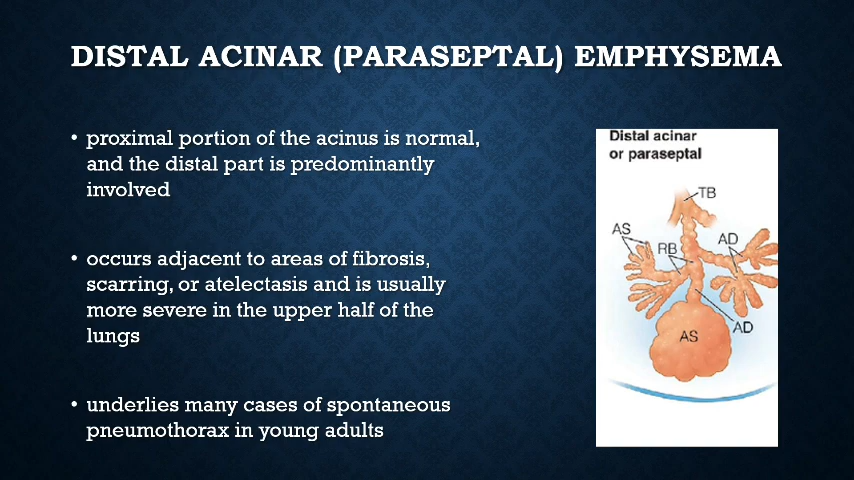 DISTAL ACINAR (PARASEPTAL) EMPHYSEMA
• proximal portion of the acinus is normal,
and the distal part is predominantly
involved
• occurs adjacent to areas of fibrosis,
scarring, or atelectasis and is usually
more severe in the upper half of the
lungs
• underlies many cases of spontaneous
pneumothorax in young adults
Distal acinar
or paraseptal
TB
AS
RB
AD
AD
AS